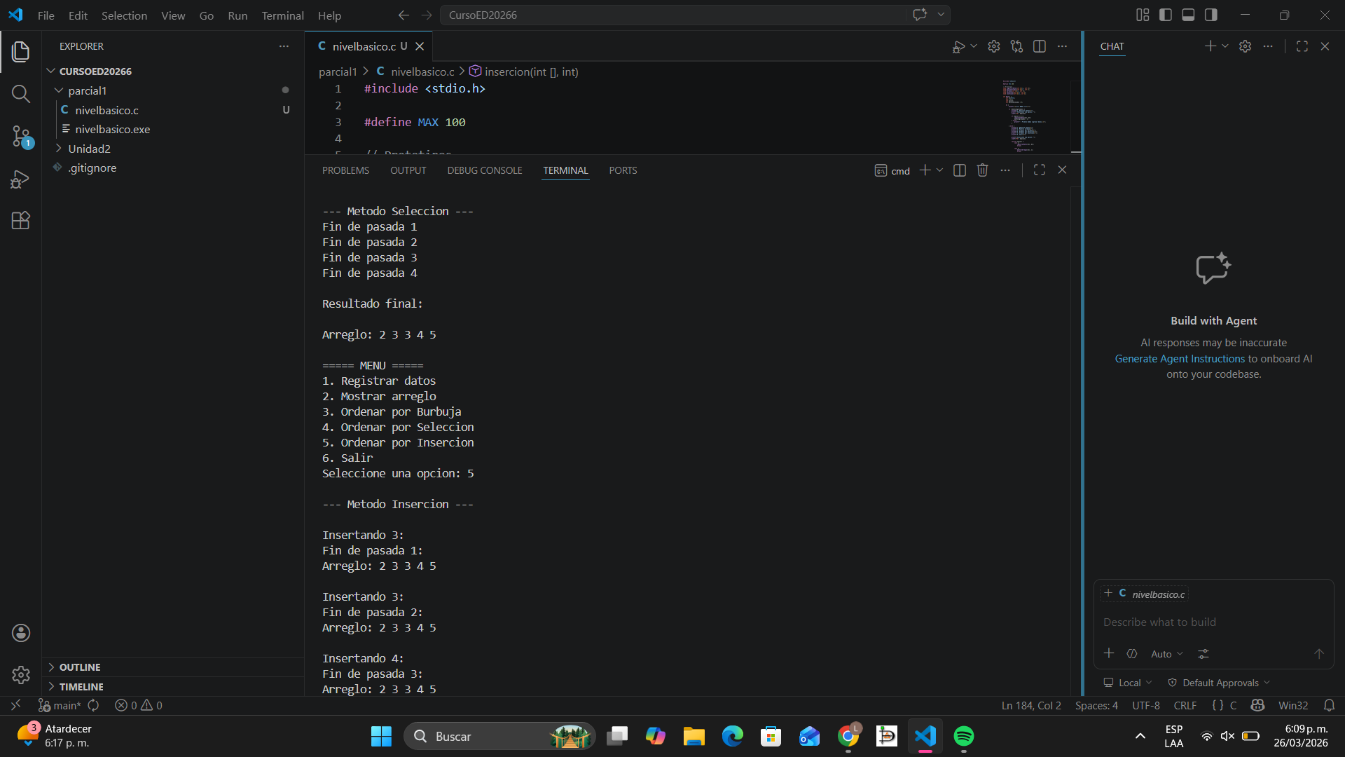 File Edit Selection View Go Run Terminal Help
CursoED20266
EXPLORER
CURSOED20266
parcial1
C nivelbasico.c U
nivelbasico.exe
Unidad2
.gitignore
OUTLINE
TIMELINE
C nivelbasico.c U
parcial1 > C nivelbasico.c > insercion(int [], int)
1 #include <stdio.h>
2
3 #define MAX 100
4
PROBLEMS OUTPUT DEBUG CONSOLE TERMINAL PORTS
cmd
--- Metodo Seleccion ---
Fin de pasada 1
Fin de pasada 2
Fin de pasada 3
Fin de pasada 4
Resultado final:
Arreglo: 2 3 3 4 5
===== MENU =====
1. Registrar datos
2. Mostrar arreglo
3. Ordenar por Burbuja
4. Ordenar por Seleccion
5. Ordenar por Insercion
6. Salir
Seleccione una opcion: 5
--- Metodo Insercion ---
Insertando 3:
Fin de pasada 1:
Arreglo: 2 3 3 4 5
Insertando 3:
Fin de pasada 2:
Arreglo: 2 3 3 4 5
Insertando 4:
Fin de pasada 3:
Arreglo: 2 3 3 4 5
CHAT
Build with Agent
AI responses may be inaccurate
Generate Agent Instructions to onboard AI
onto your codebase.
C nivelbasico.c
Describe what to build
Auto
Local Default Approvals
1
main* 0 0
Ln 184, Col 2 Spaces: 4 UTF-8 CRLF {} C Win32
3
Atardecer
6:17 p. m.
Buscar
L
ESP
LAA
6:09 p. m.
26/03/2026